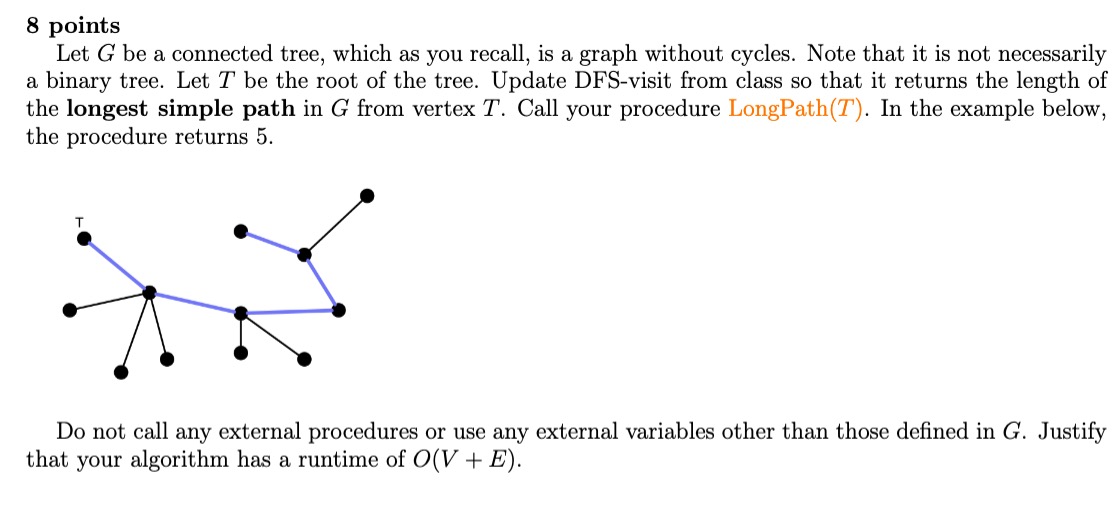 8 points
Let G be a connected tree, which as you recall, is a graph without cycles. Note that it is not necessarily
a binary tree. Let T be the root of the tree. Update DFS-visit from class so that it returns the length of
the longest simple path in G from vertex T. Call your procedure LongPath(T). In the example below,
the procedure returns 5.
T
Do not call any external procedures or use any external variables other than those defined in G. Justify
that your algorithm has a runtime of O(V + E).